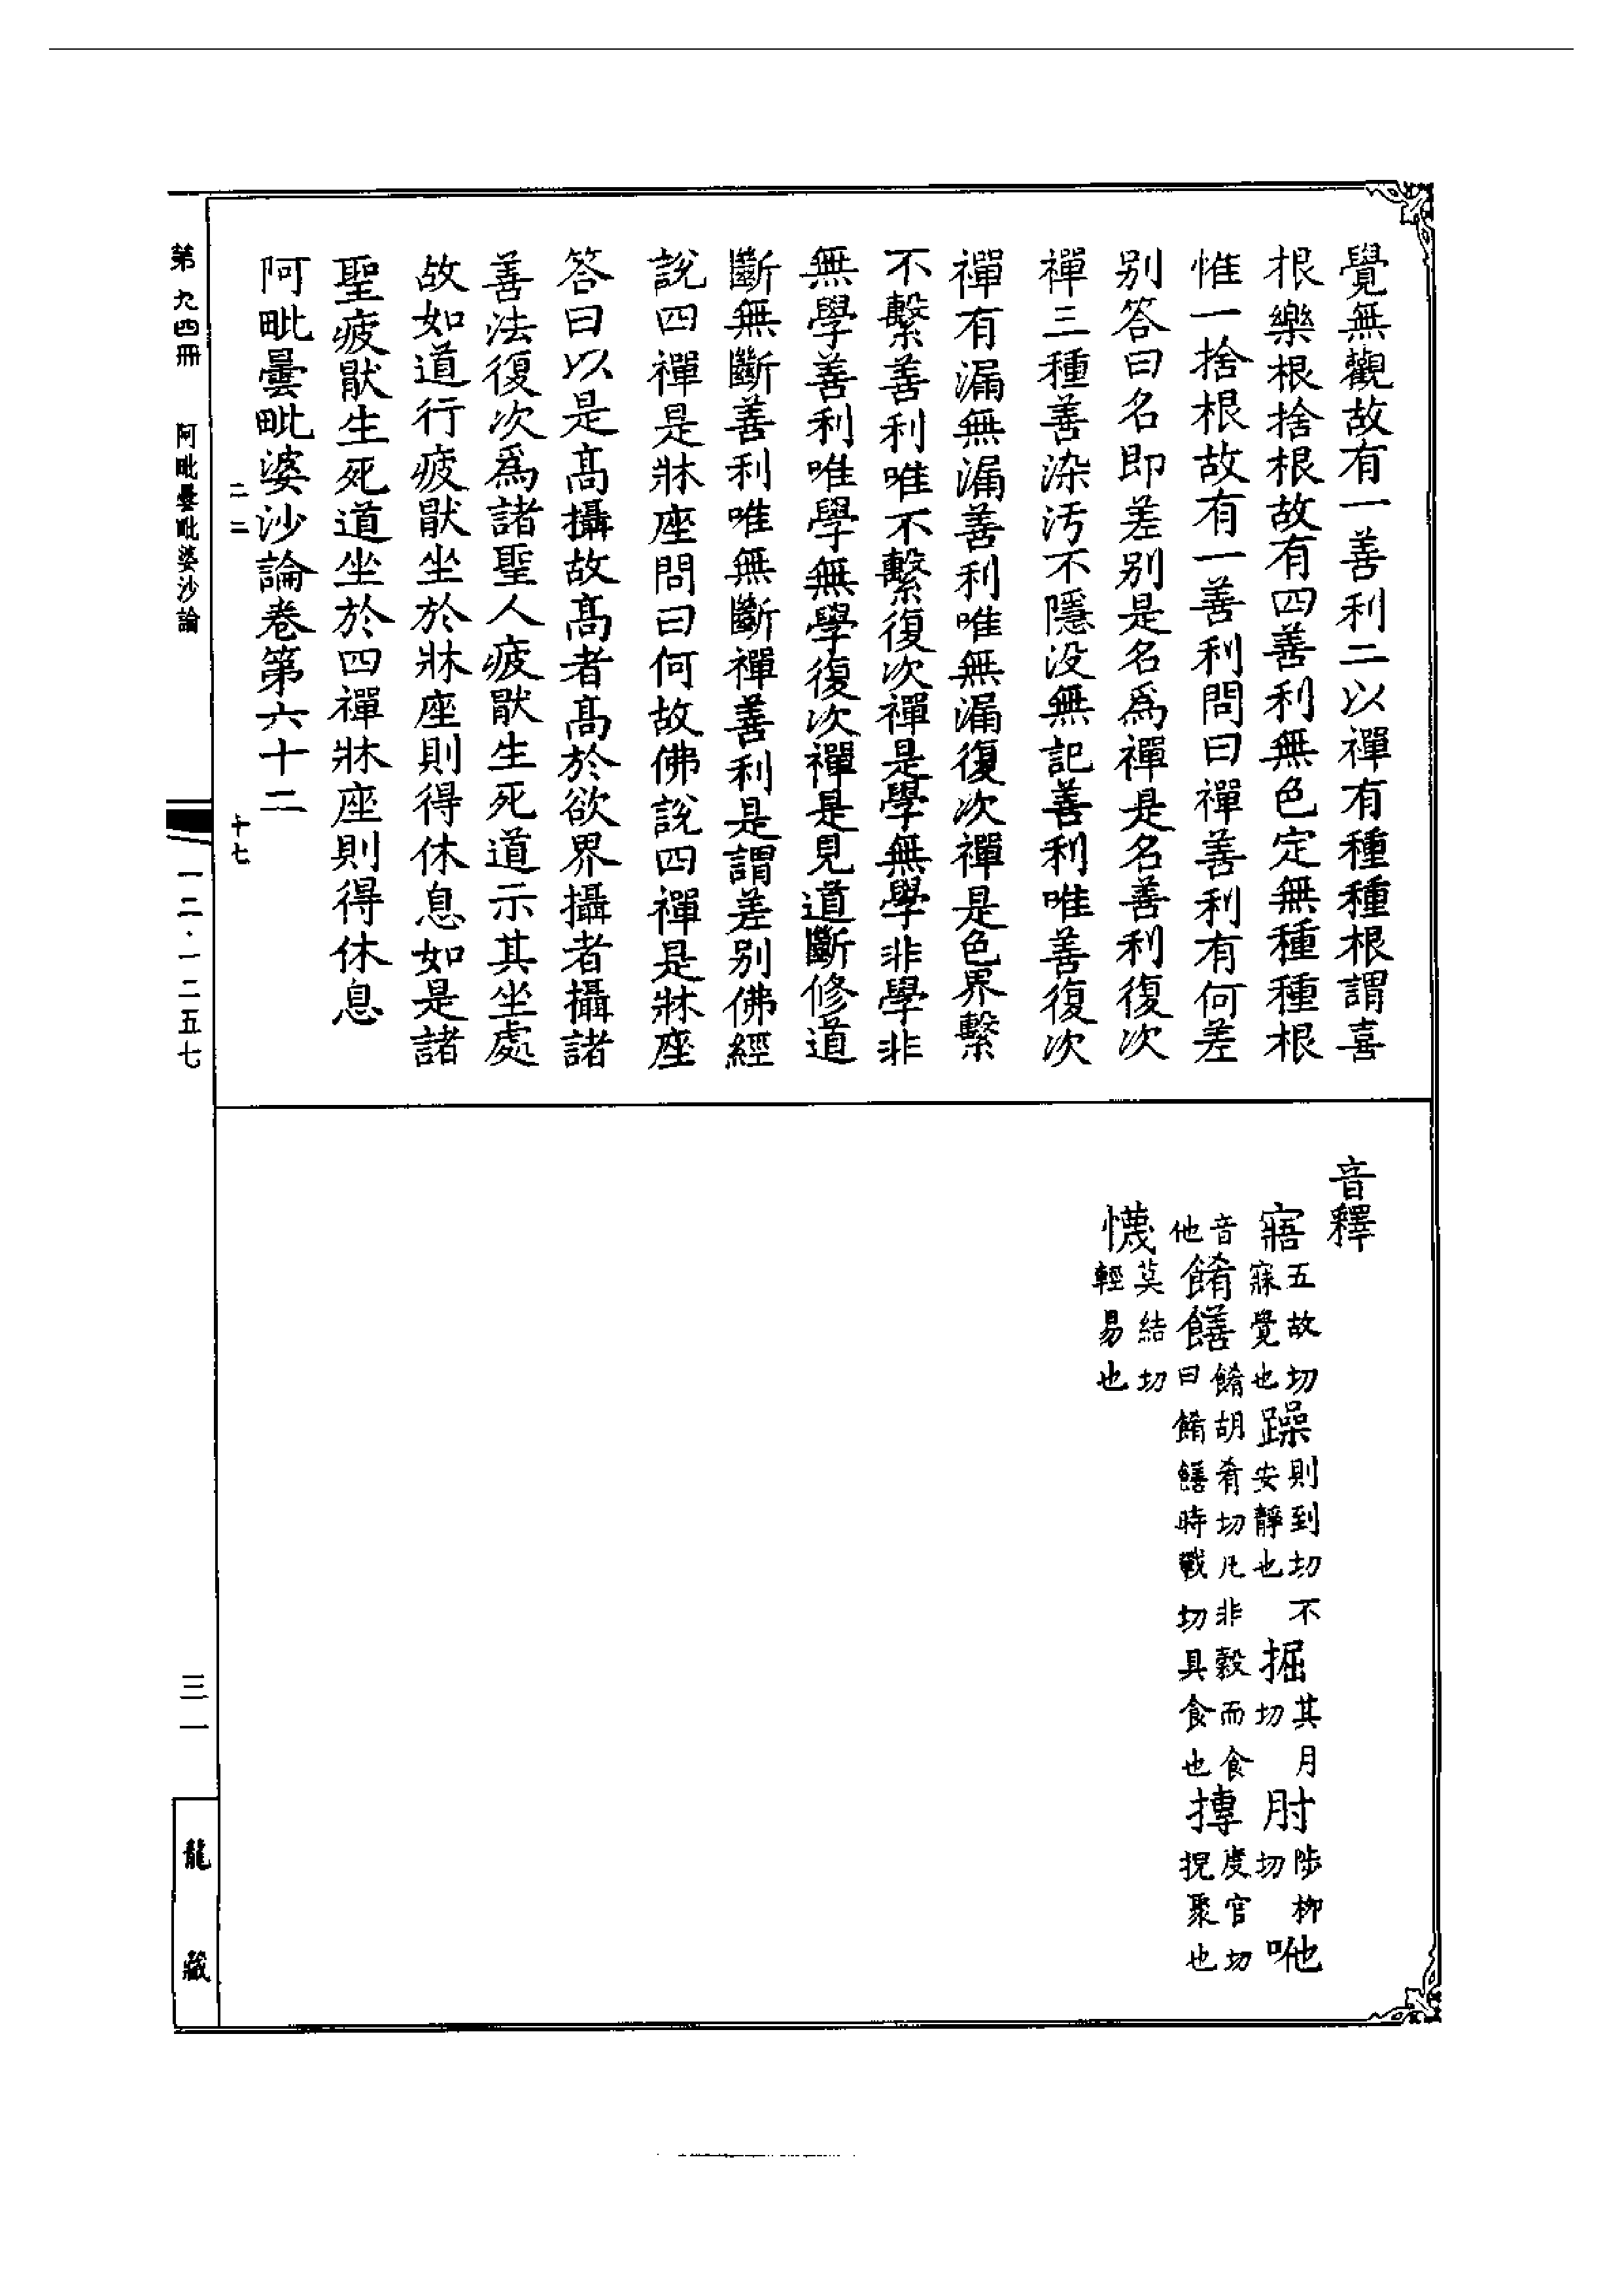 覺無觀故有一善利二以禪有種種根謂喜
根樂根捨根故有四善利無色定無種種根
惟一捨根故有一善利問曰禪善利有何差
别答曰名即差别是名爲禪是名善利復次
禪三種善染汚不隱没無記善利唯善復次
禪有漏無漏善利唯無漏復次禪是色界繫
不繫善利唯不繫復次禪是學無學非學非
無學善利唯學無學復次禪是見道斷修道
斷無斷善利唯無斷禪善利是謂差别佛經
說四禪是牀座問曰何故佛說四禪是牀座
答曰以是髙攝故髙者髙於欲界攝者攝諸
善法復次爲諸聖人疲猒生死道示其坐處
故如道行疲猒坐於牀座則得休息如是諸
聖疲猒生死道坐於四禪牀座則得休息
阿毗曇毗婆沙論卷第六十二
二二 十七
第九四冊 阿毗曇毗婆沙論 一二·一二五七 三一 龍藏
音釋
寤五故切寐覺也躁則到切不安靜也掘其月切肘陟柳切咃
音他餚饍餚胡肴切凡非穀而食曰餚饍時戰切具食也摶度官切捉聚也
懱莫結切輕易也